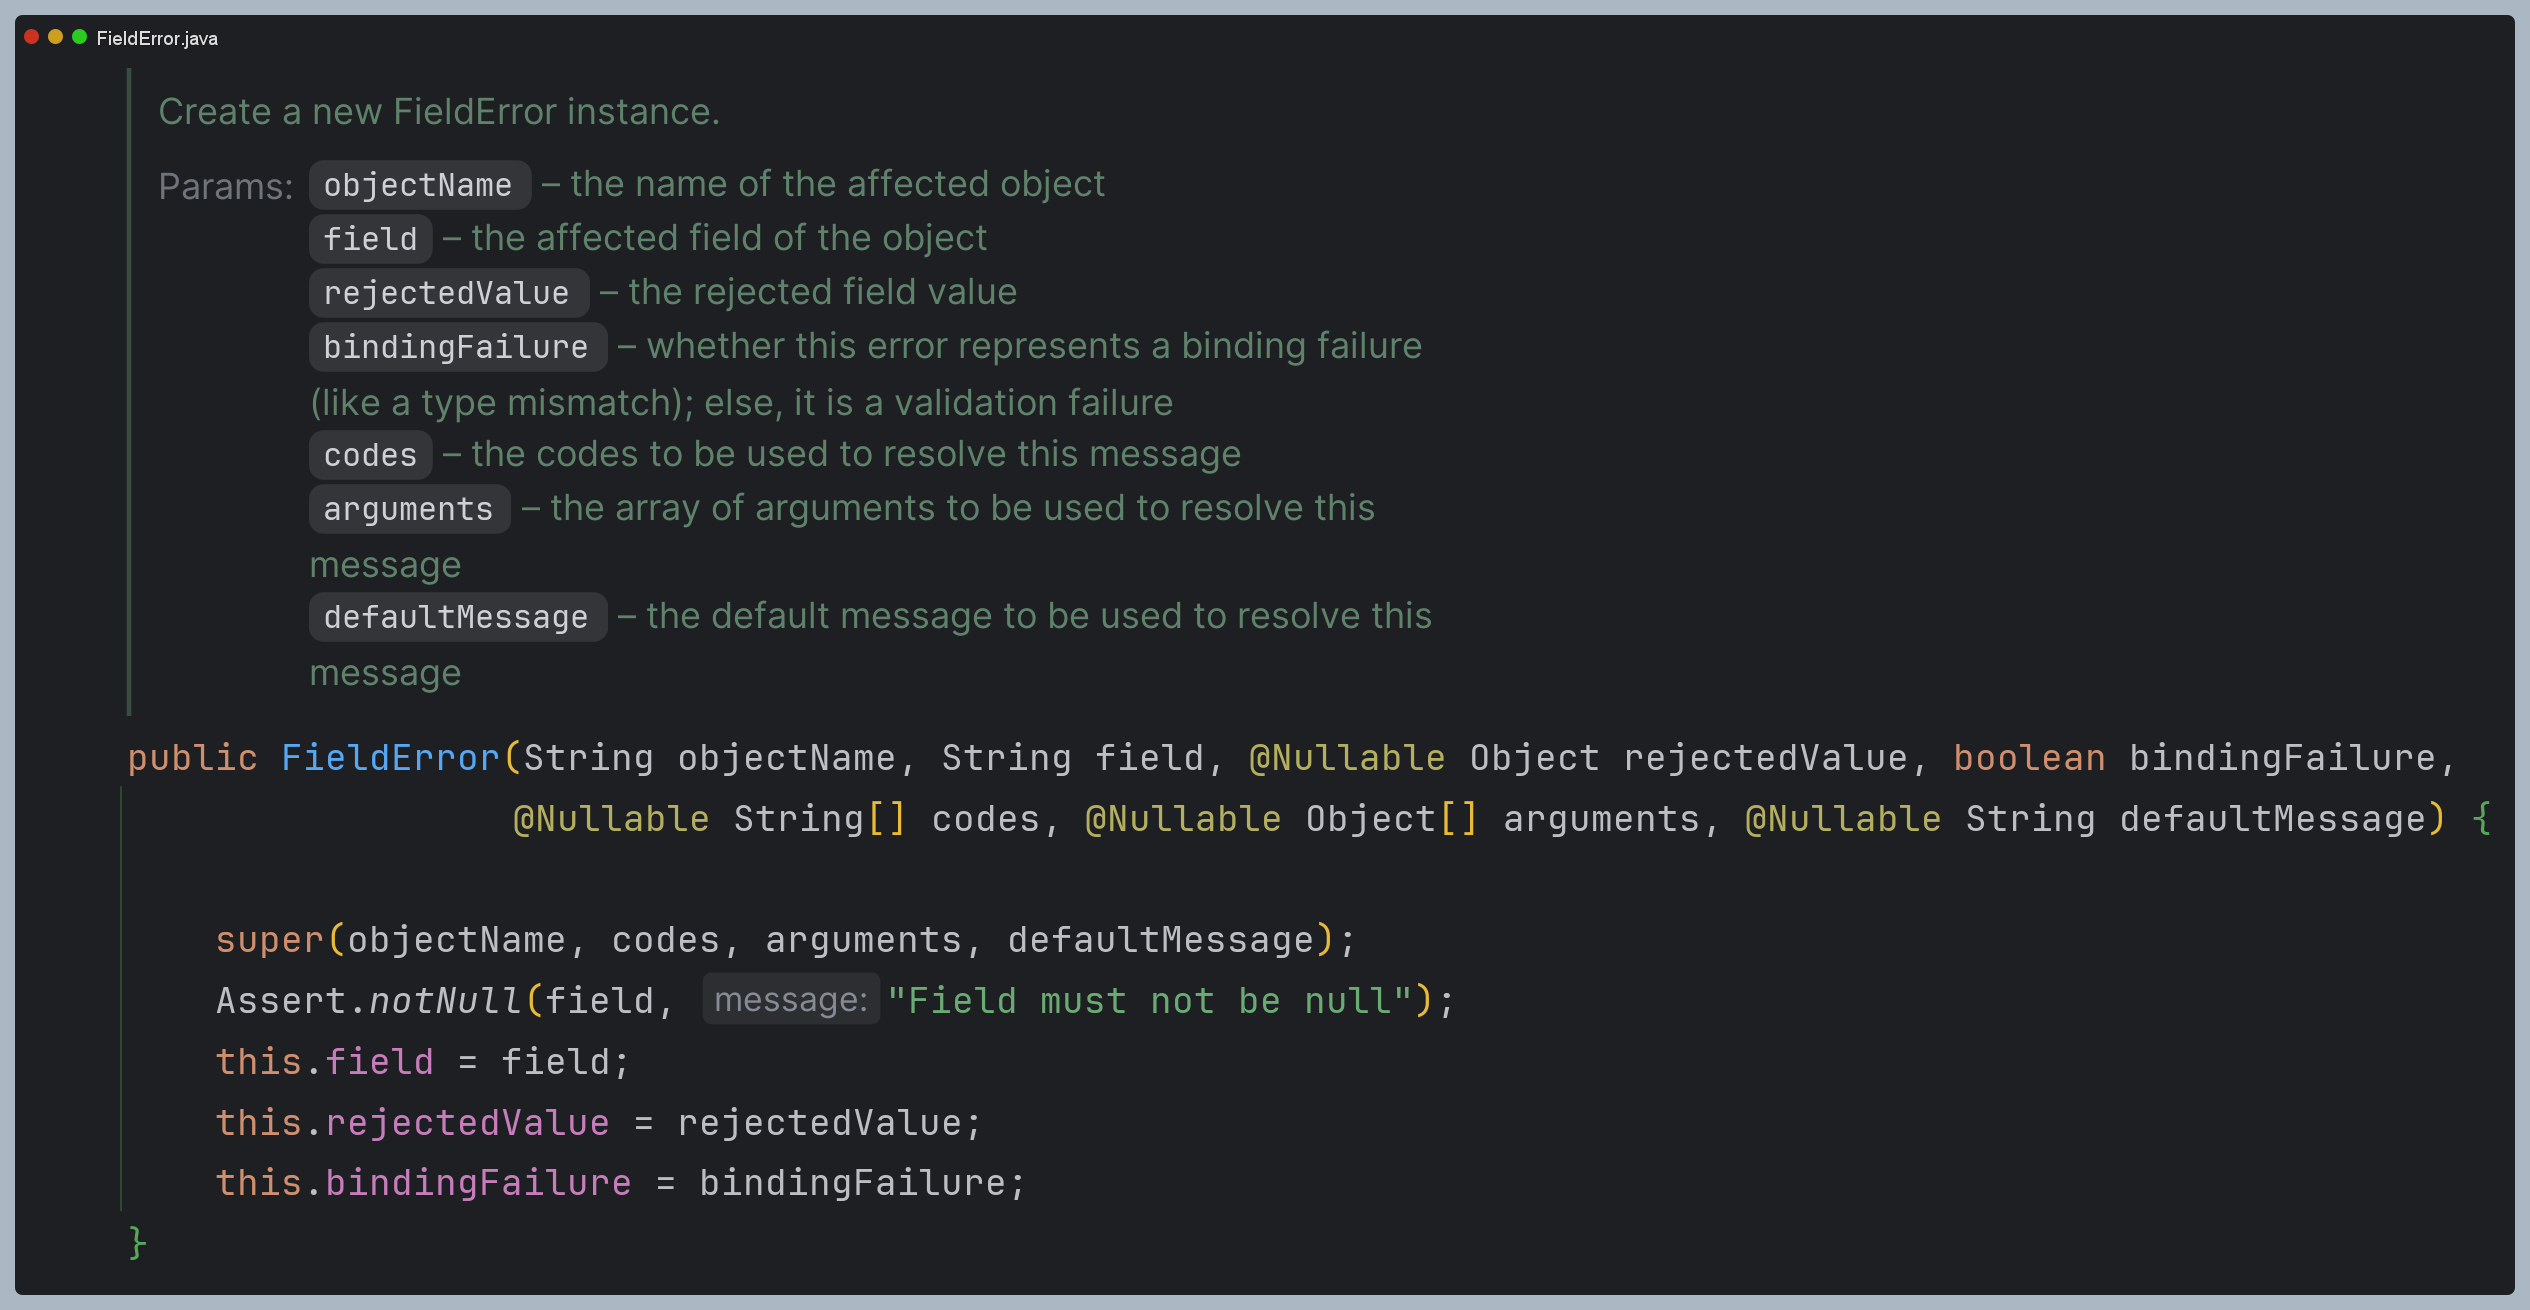 FieldError.java
Create a new FieldError instance.
Params: objectName – the name of the affected object
field – the affected field of the object
rejectedValue – the rejected field value
bindingFailure – whether this error represents a binding failure
(like a type mismatch); else, it is a validation failure
codes – the codes to be used to resolve this message
arguments – the array of arguments to be used to resolve this
message
defaultMessage – the default message to be used to resolve this
message
public FieldError(String objectName, String field, @Nullable Object rejectedValue, boolean bindingFailure,
@Nullable String[] codes, @Nullable Object[] arguments, @Nullable String defaultMessage) {
super(objectName, codes, arguments, defaultMessage);
Assert.notNull(field, message: "Field must not be null");
this.field = field;
this.rejectedValue = rejectedValue;
this.bindingFailure = bindingFailure;
}